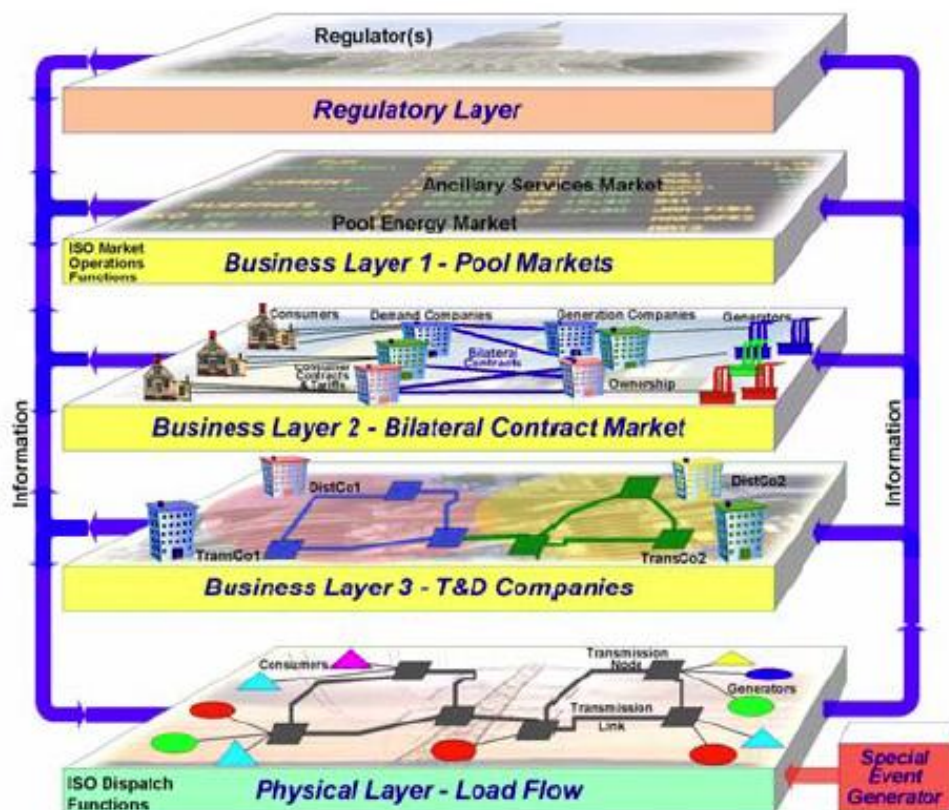 Regulator(s)
Regulatory Layer
Ancillary Services Market
Pool Energy Market
ISO Market
Operations
Functions
Business Layer 1 - Pool Markets
Consumers
Demand Companies
Generation Companies
Generators
Bilateral
Contracts
Consumer
Contracts
& Tariffs
Ownership
Business Layer 2 - Bilateral Contract Market
Information
Information
DistCo1
DistCo2
TransCo1
TransCo2
Business Layer 3 - T&D Companies
Consumers
Transmission
Node
Generators
Transmission
Link
ISO Dispatch
Functions
Physical Layer - Load Flow
Special
Event
Generator